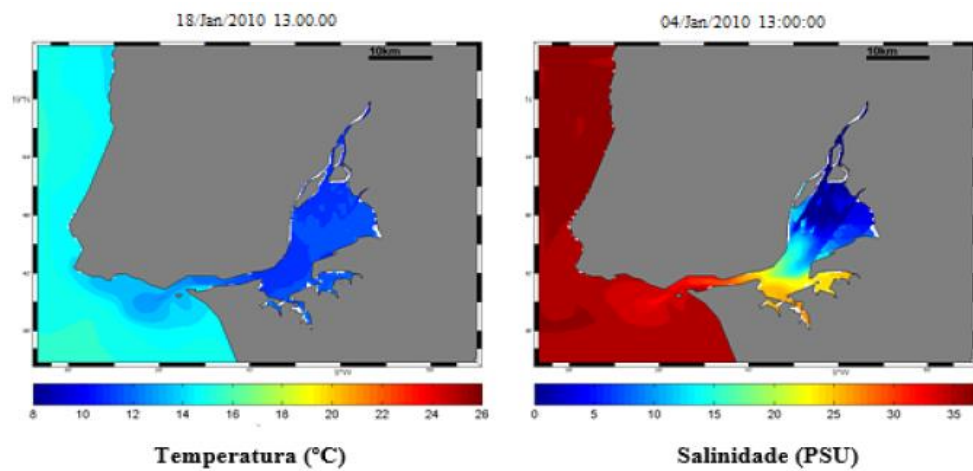 18/Jan/2010 13.00.00
04/Jan/2010 13:00:00
10km
10km
8 10 12 14 16 18 20 22 24 26
0 5 10 15 20 25 30 35
Temperatura (°C)
Salinidade (PSU)